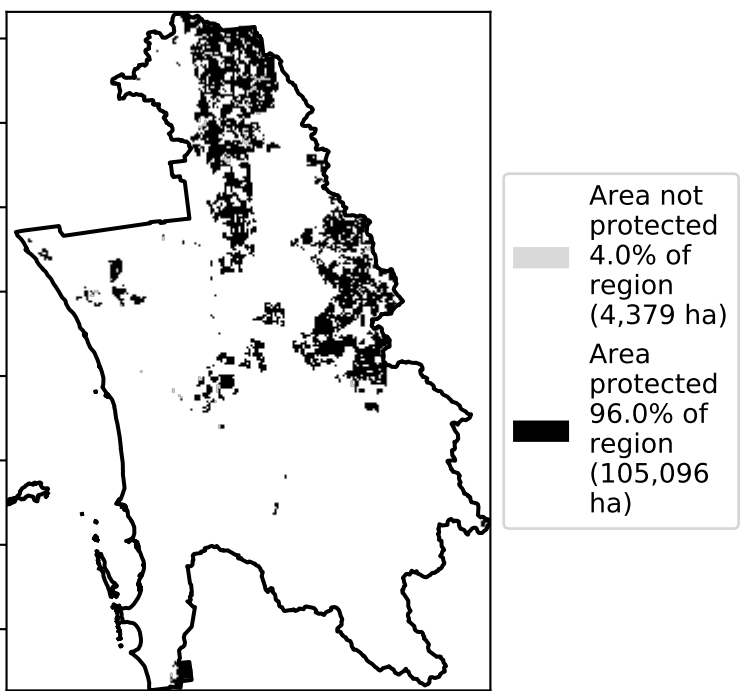 Area not
protected
4.0% of
region
(4,379 ha)
Area
protected
96.0% of
region
(105,096
ha)